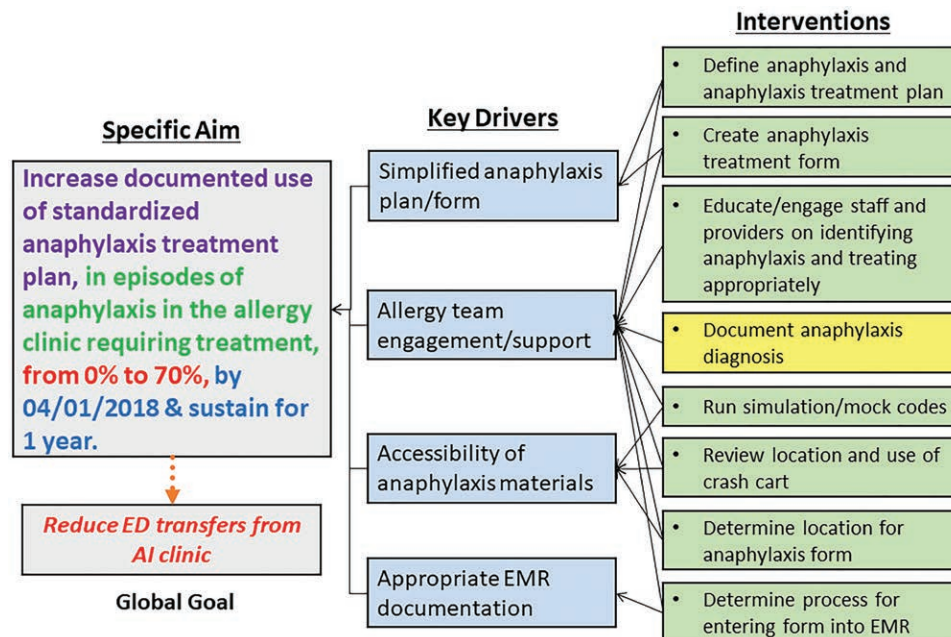 Specific Aim
Increase documented use
of standardized
anaphylaxis treatment
plan, in episodes of
anaphylaxis in the allergy
clinic requiring treatment,
from 0% to 70%, by
04/01/2018 & sustain for
1 year.
Reduce ED transfers from
AI clinic
Global Goal
Key Drivers
Simplified anaphylaxis
plan/form
Allergy team
engagement/support
Accessibility of
anaphylaxis materials
Appropriate EMR
documentation
Interventions
• Define anaphylaxis and
anaphylaxis treatment plan
• Create anaphylaxis
treatment form
• Educate/engage staff and
providers on identifying
anaphylaxis and treating
appropriately
• Document anaphylaxis
diagnosis
• Run simulation/mock codes
• Review location and use of
crash cart
• Determine location for
anaphylaxis form
• Determine process for
entering form into EMR